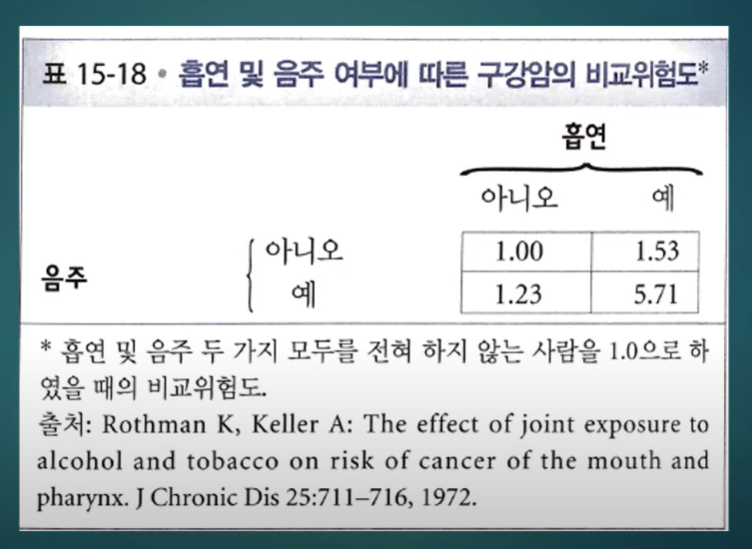 표 15-18 • 흡연 및 음주 여부에 따른 구강암의 비교위험도*
흡연
아니오 예
음주
아니오 1.00 1.53
예 1.23 5.71
* 흡연 및 음주 두 가지 모두를 전혀 하지 않는 사람을 1.0으로 하
였을 때의 비교위험도.
출처: Rothman K, Keller A: The effect of joint exposure to
alcohol and tobacco on risk of cancer of the mouth and
pharynx. J Chronic Dis 25:711–716, 1972.